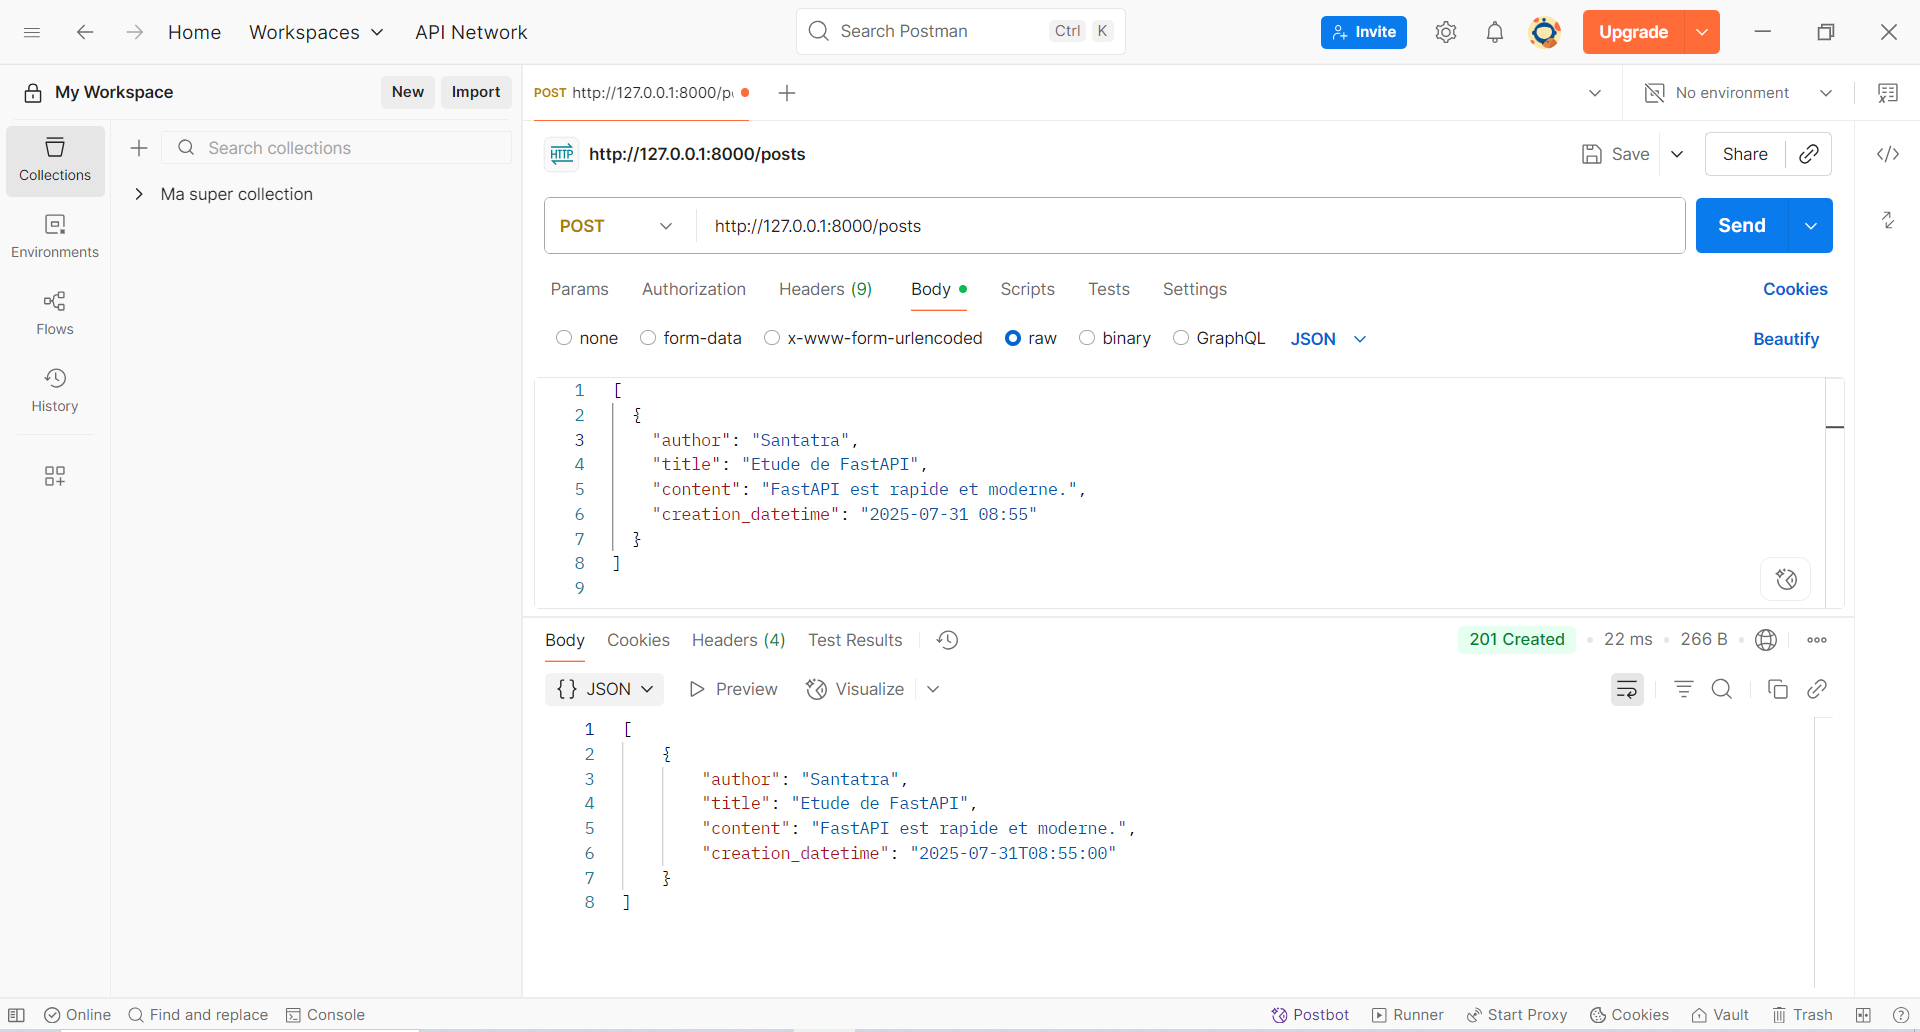 Home Workspaces API Network Search Postman Ctrl K Invite Upgrade
My Workspace New Import
POST http://127.0.0.1:8000/p No environment
Collections
Environments
Flows
History
Search collections
Ma super collection
HTTP http://127.0.0.1:8000/posts Save Share
POST http://127.0.0.1:8000/posts Send
Params Authorization Headers (9) Body Scripts Tests Settings Cookies
none form-data x-www-form-urlencoded raw binary GraphQL JSON Beautify
1 [
2 {
3 "author": "Santatra",
4 "title": "Etude de FastAPI",
5 "content": "FastAPI est rapide et moderne.",
6 "creation_datetime": "2025-07-31 08:55"
7 }
8 ]
9
Body Cookies Headers (4) Test Results 201 Created 22 ms 266 B
{} JSON Preview Visualize
1 [
2 {
3 "author": "Santatra",
4 "title": "Etude de FastAPI",
5 "content": "FastAPI est rapide et moderne.",
6 "creation_datetime": "2025-07-31T08:55:00"
7 }
8 ]
Online Find and replace Console Postbot Runner Start Proxy Cookies Vault Trash